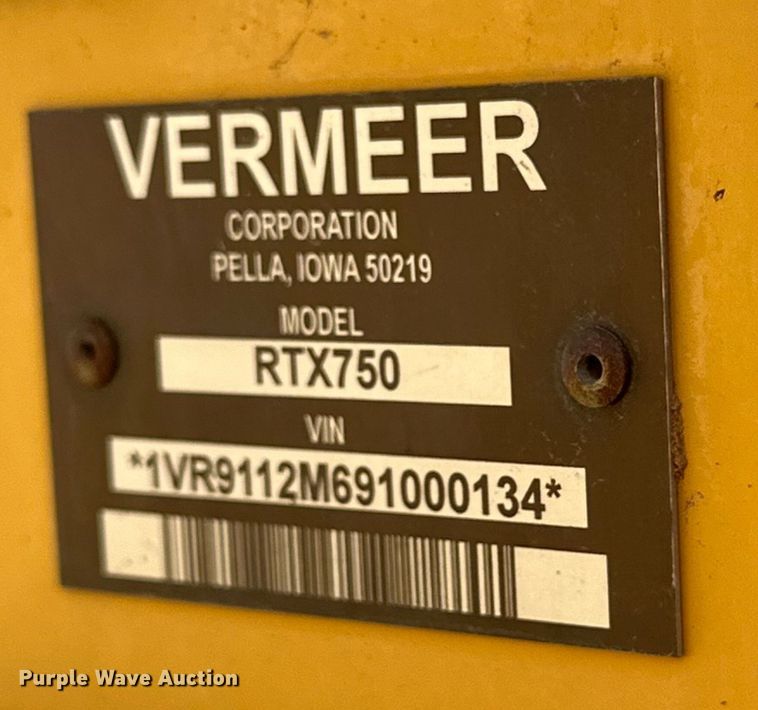 VERMEER
CORPORATION
PELLA, IOWA 50219
MODEL
RTX750
VIN
*1VR9112M691000134*
Purple Wave Auction